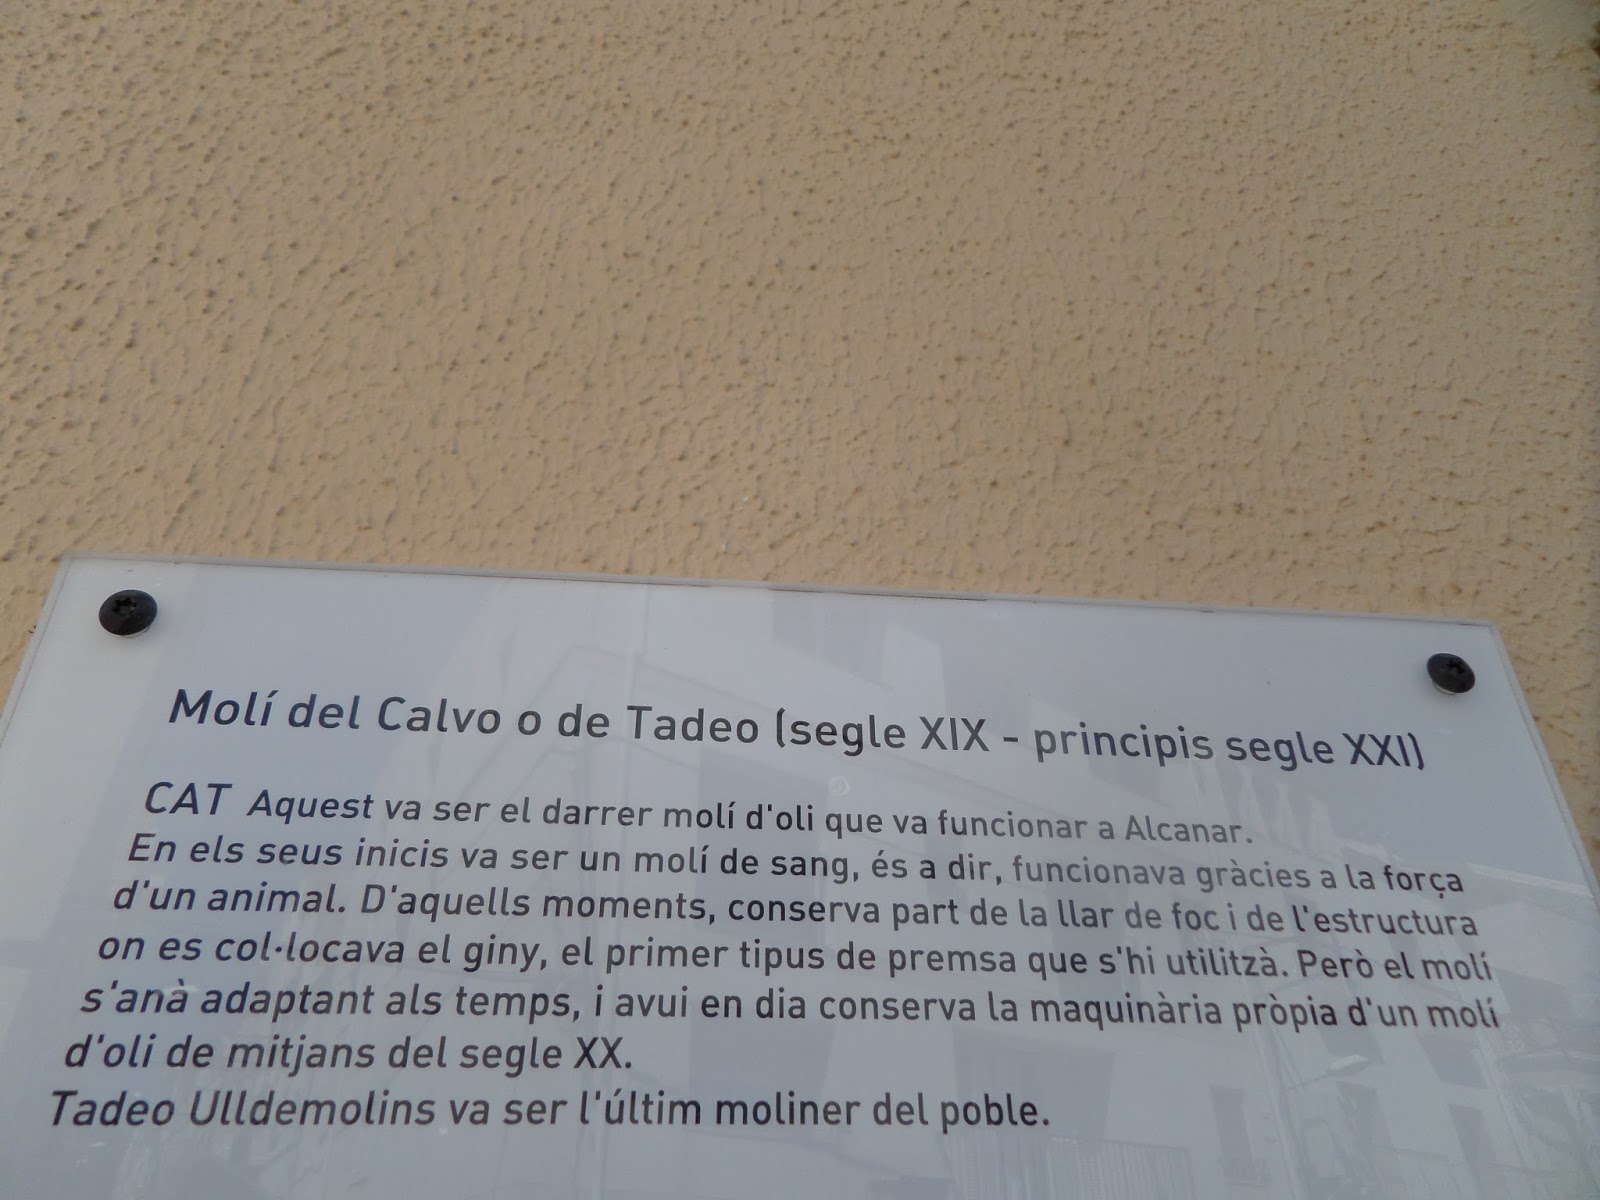 Molí del Calvo o de Tadeo (segle XIX - principis segle XXI)
CAT Aquest va ser el darrer molí d'oli que va funcionar a Alcanar.
En els seus inicis va ser un molí de sang, és a dir, funcionava gràcies a la força
d'un animal. D'aquells moments, conserva part de la llar de foc i de l'estructura
on es col·locava el giny, el primer tipus de premsa que s'hi utilitzà. Però el molí
s'anà adaptant als temps, i avui en dia conserva la maquinària pròpia d'un molí
d'oli de mitjans del segle XX.
Tadeo Ulldemolins va ser l'últim moliner del poble.